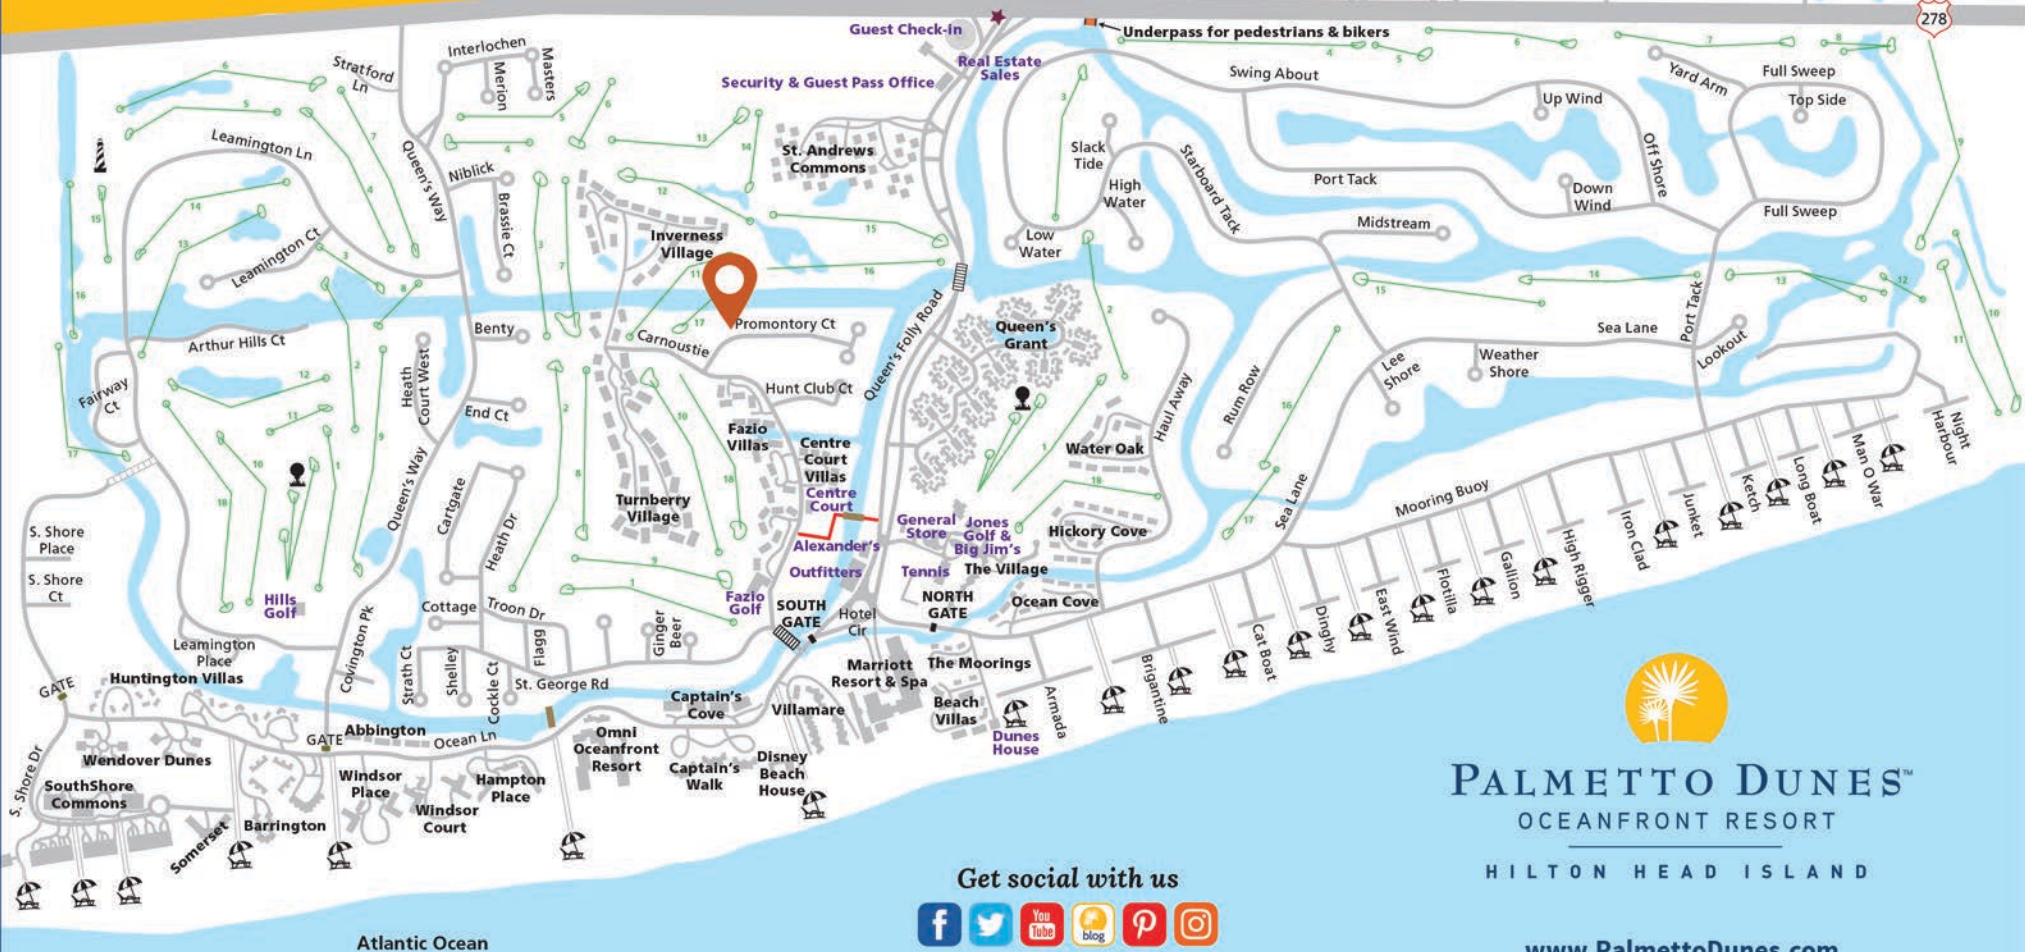 278
Guest Check-in
Underpass for pedestrians & bikers
Real Estate
Sales
Security & Guest Pass Office
Stratford
Ln
Interlochen
Merion
Masters
Swing About
Up Wind
Yard Arm
Full Sweep
Top Side
Off Shore
Leamington Ln
Queen's Way
Niblick
Brassie Ct
St. Andrews
Commons
Slack
Tide
High
Water
Low
Water
Starboard Tack
Port Tack
Down
Wind
Midstream
Full Sweep
Leamington Ct
Inverness
Village
Arthur Hills Ct
Benty
Carnoustie
Promontory Ct
Queen's Folly Road
Queen's
Grant
Haul Away
Rum Row
Lee
Shore
Weather
Shore
Sea Lane
Port Tack
Lookout
Fairway
Ct
Heath
Court West
End Ct
Hunt Club Ct
Fazio
Villas
Centre
Court
Villas
Centre
Court
Water Oak
Night
Harbour
Queen's Way
Cartgate
Heath Dr
Turnberry
Village
Alexander's
Outfitters
General
Store
Jones
Golf &
Big Jim's
Tennis
The Village
Hickory Cove
Sea Lane
Mooring Buoy
Man O War
Long Boat
Ketch
Junket
Iron Clad
High Rigger
Gallion
Flotilla
East Wind
Dinghy
Cat Boat
Brigantine
Armada
S. Shore
Place
S. Shore
Ct
Hills
Golf
Cottage
Troon Dr
Flagg
Ginger
Beer
Fazio
Golf
SOUTH
GATE
Hotel
Cir
NORTH
GATE
Ocean Cove
Leamington
Place
Covington Pk
Strath Ct
Shelley
Cockle Ct
St. George Rd
Huntington Villas
GATE
Marriott
Resort & Spa
The Moorings
Captain's
Cove
Villamare
Beach
Villas
Dunes
House
GATE
Abbington
Ocean Ln
Omni
Oceanfront
Resort
Captain's
Walk
Disney
Beach
House
S. Shore Dr
Wendover Dunes
SouthShore
Commons
Windsor
Place
Hampton
Place
Windsor
Court
Barrington
Somerset
PALMETTO DUNES™
OCEANFRONT RESORT
HILTON HEAD ISLAND
Get social with us
You
Tube
blog
Atlantic Ocean
www.PalmettoDunes.com